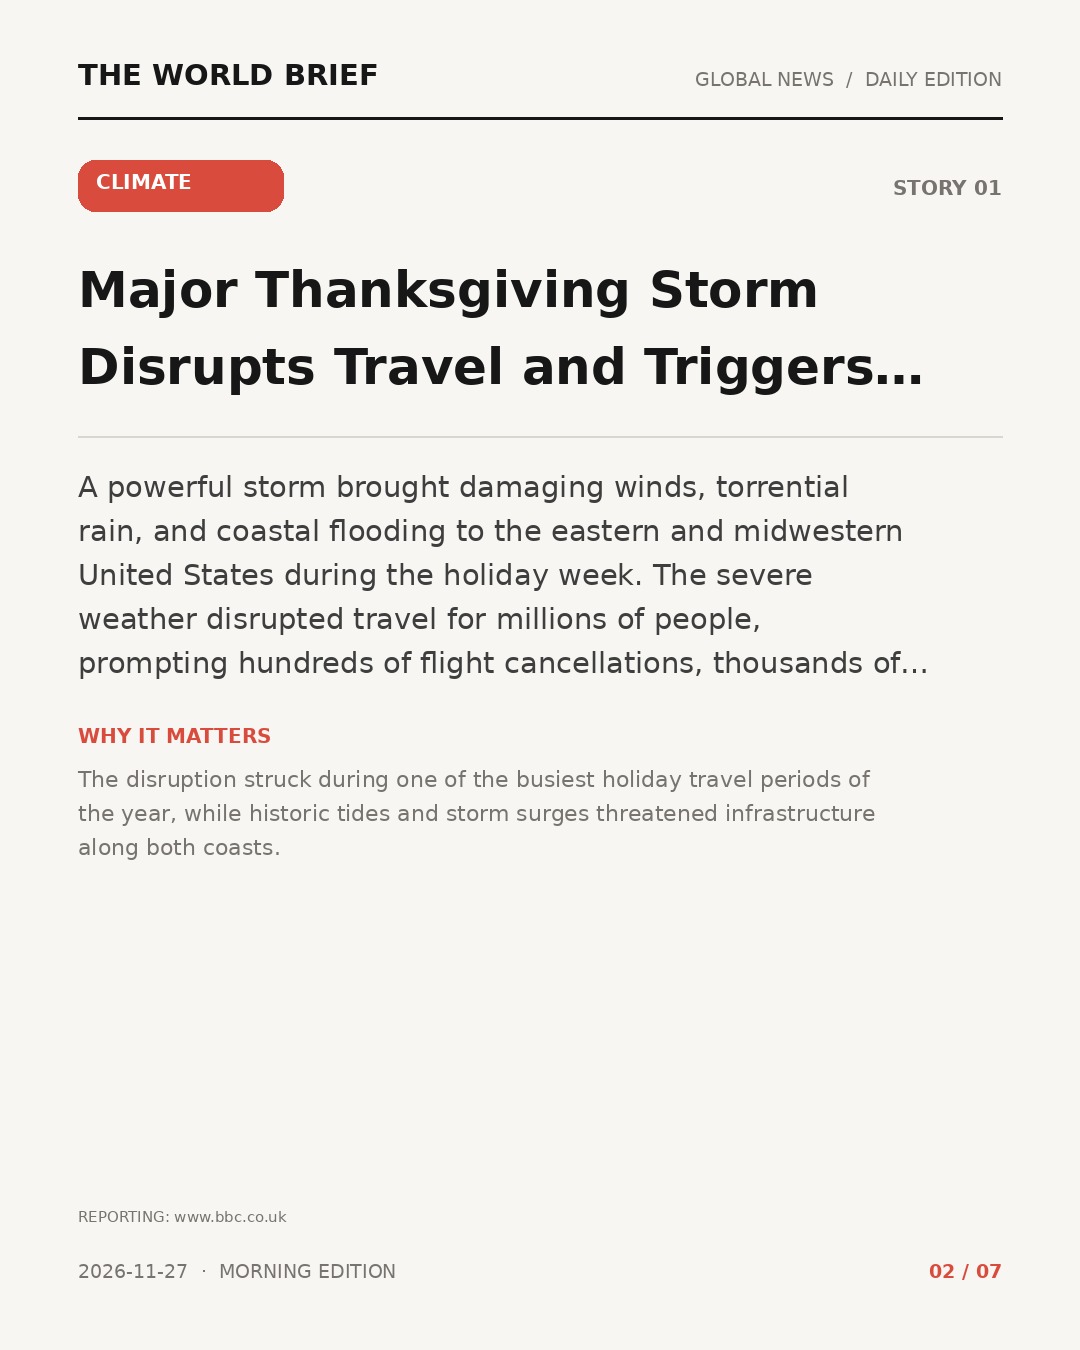 THE WORLD BRIEF
GLOBAL NEWS / DAILY EDITION
CLIMATE
STORY 01
Major Thanksgiving Storm
Disrupts Travel and Triggers…
A powerful storm brought damaging winds, torrential
rain, and coastal flooding to the eastern and midwestern
United States during the holiday week. The severe
weather disrupted travel for millions of people,
prompting hundreds of flight cancellations, thousands of…
WHY IT MATTERS
The disruption struck during one of the busiest holiday travel periods of
the year, while historic tides and storm surges threatened infrastructure
along both coasts.
REPORTING: www.bbc.co.uk
2026-11-27 · MORNING EDITION
02 / 07